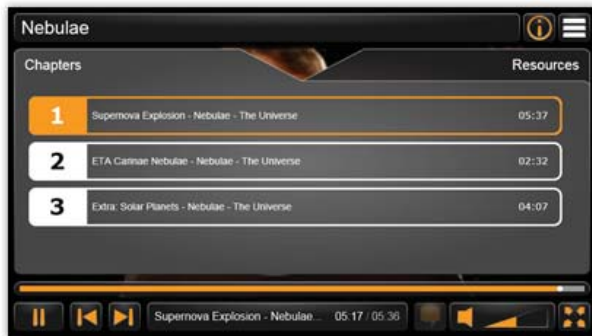 Nebulae
Chapters Resources
1 Supernova Explosion - Nebulae - The Universe 05:37
2 ETA Carinae Nebulae - Nebulae - The Universe 02:32
3 Extra: Solar Planets - Nebulae - The Universe 04:07
Supernova Explosion - Nebulae... 05:17 / 05:36